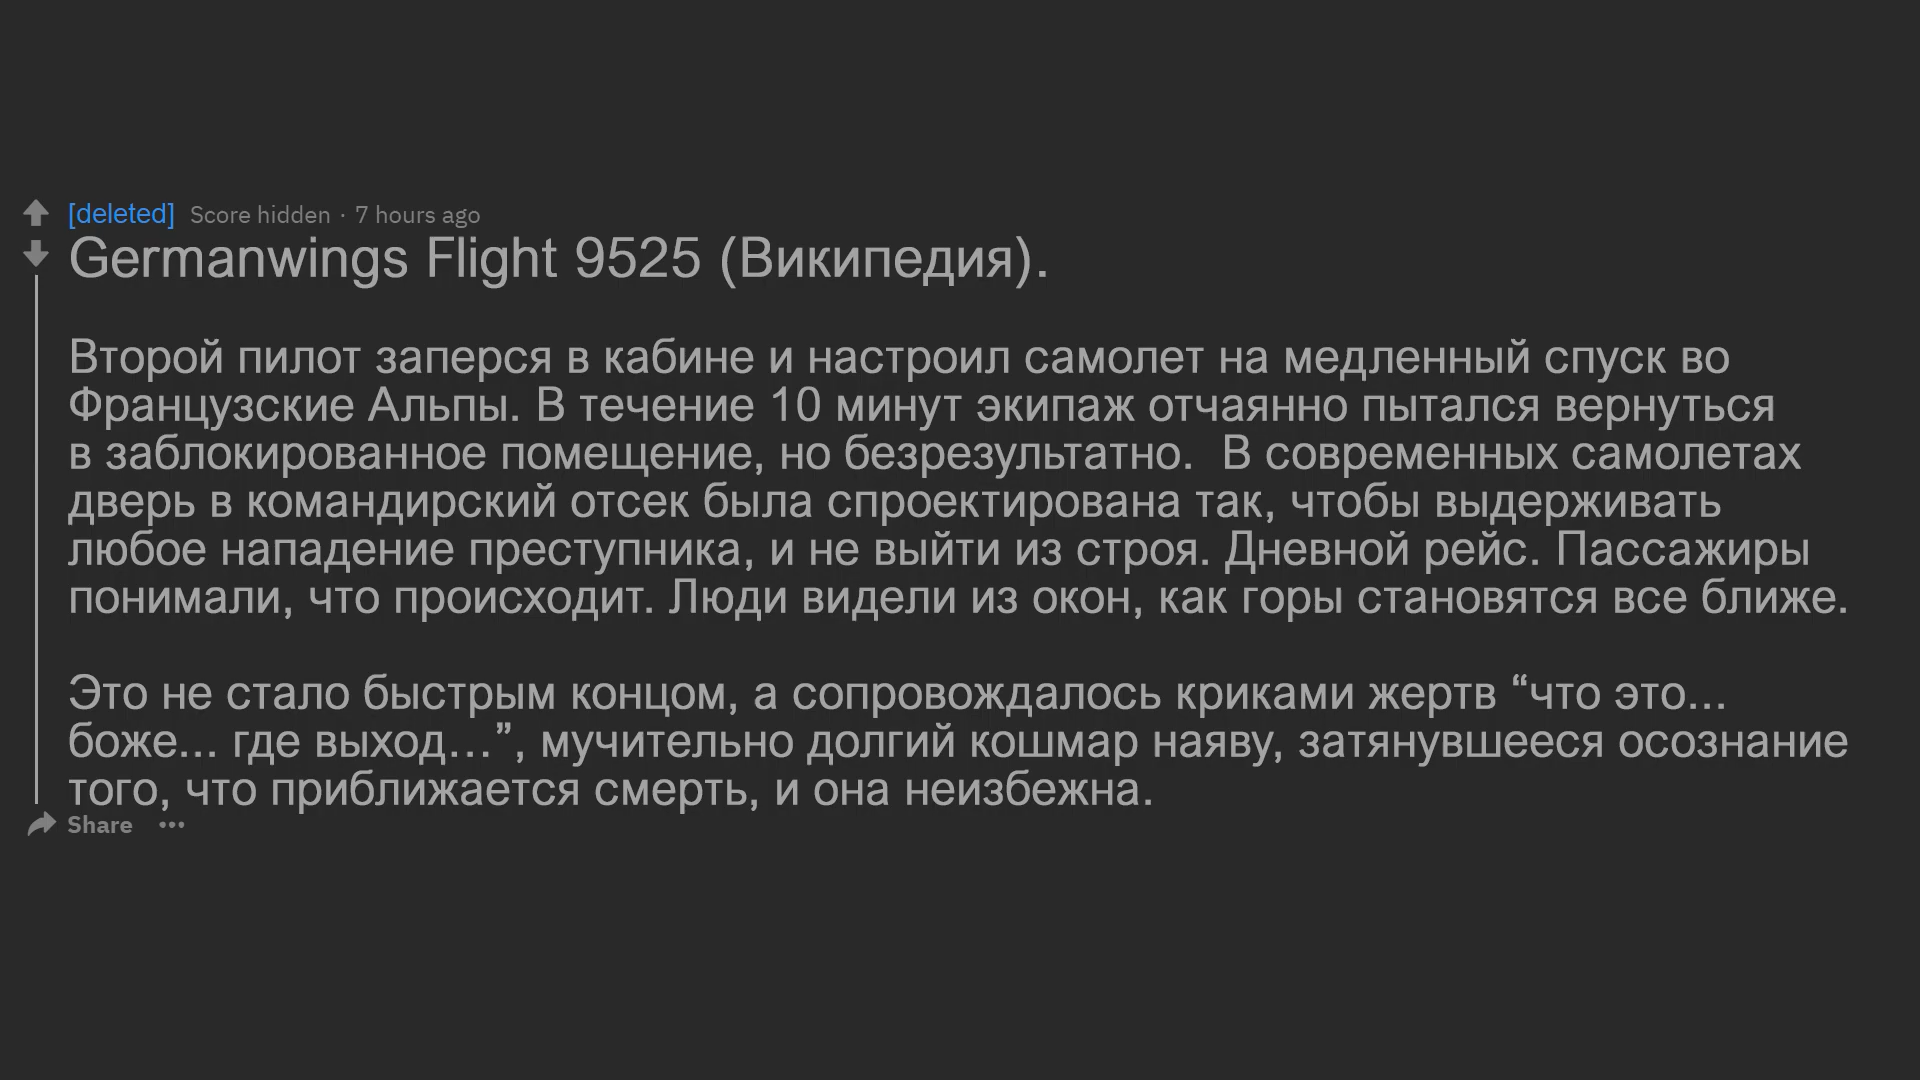 [deleted] Score hidden · 7 hours ago
Germanwings Flight 9525 (Википедия).
Второй пилот заперся в кабине и настроил самолет на медленный спуск во
Французские Альпы. В течение 10 минут экипаж отчаянно пытался вернуться
в заблокированное помещение, но безрезультатно.  В современных самолетах
дверь в командирский отсек была спроектирована так, чтобы выдерживать
любое нападение преступника, и не выйти из строя. Дневной рейс. Пассажиры
понимали, что происходит. Люди видели из окон, как горы становятся все ближе.
Это не стало быстрым концом, а сопровождалось криками жертв “что это...
боже... где выход…”, мучительно долгий кошмар наяву, затянувшееся осознание
того, что приближается смерть, и она неизбежна.
Share ···